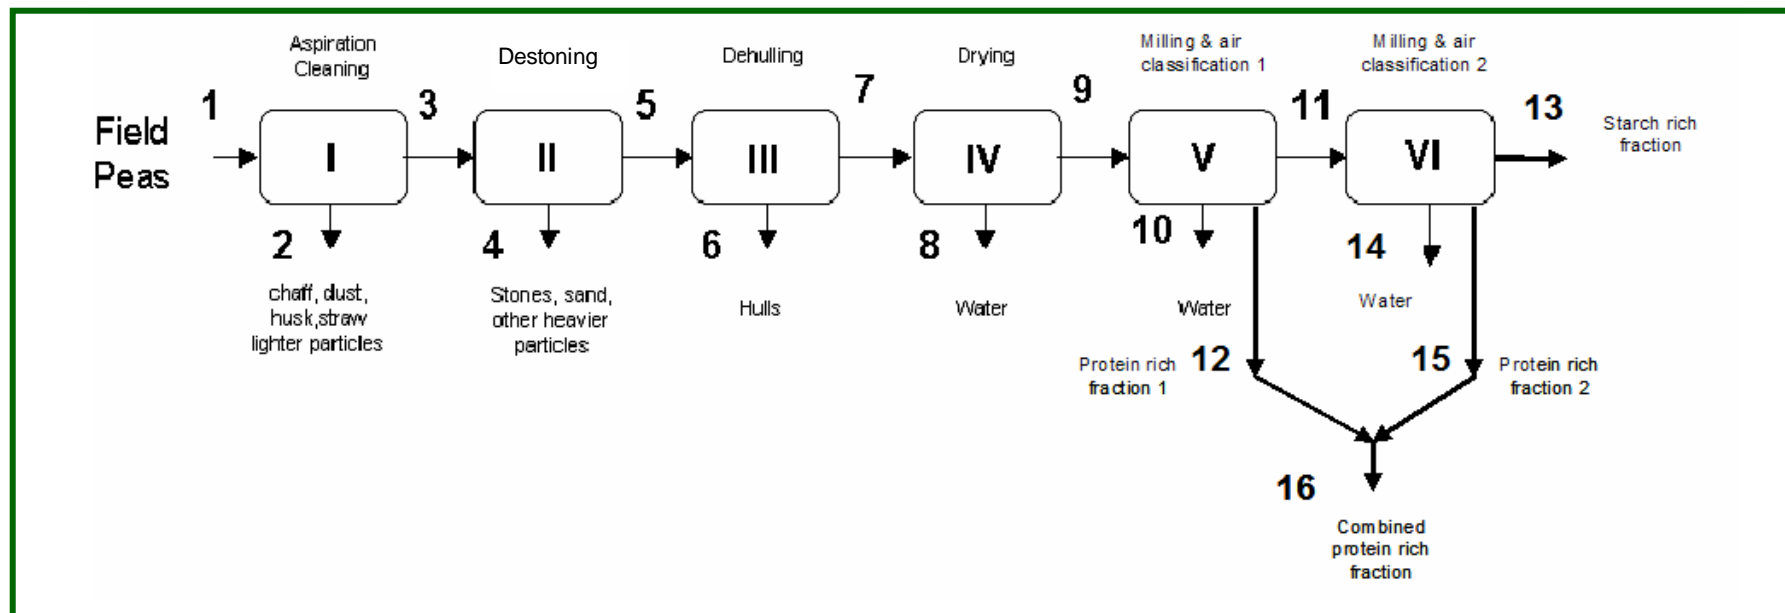 Aspiration
Cleaning
Destoning
Dehulling
Drying
Milling & air
classification 1
Milling & air
classification 2
1
3
5
7
9
11
13
Field
Peas
I
II
III
IV
V
VI
Starch rich
fraction
2
4
6
8
10
14
chaff, dust,
husk,straw
lighter particles
Stones, sand,
other heavier
particles
Hulls
Water
Water
Water
Protein rich
fraction 1
12
15
Protein rich
fraction 2
16
Combined
protein rich
fraction